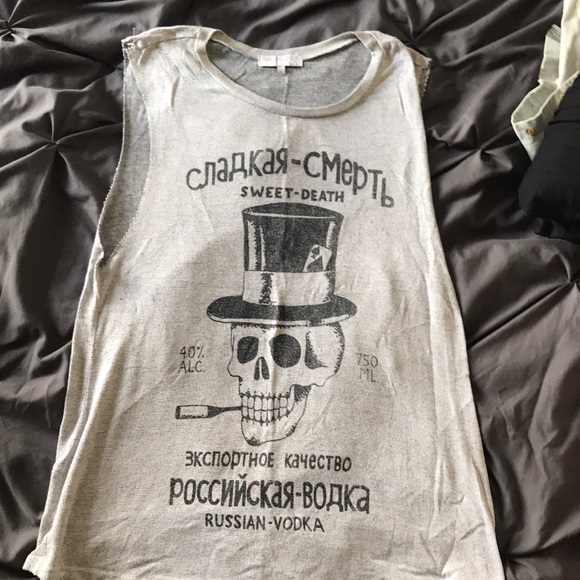 сладкая-смерть
SWEET-DEATH
40% 750
ALC. ML.
экспортное качество
российская-водка
RUSSIAN-VODKA